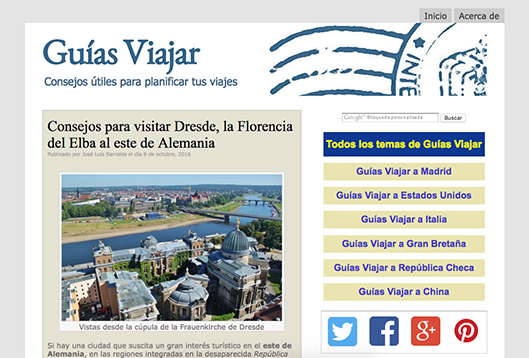 Inicio
Acerca de
Guías Viajar
Consejos útiles para planificar tus viajes
INTE
Consejos para visitar Dresde, la Florencia
del Elba al este de Alemania
Publicado por José Luis Sarralde el día 8 octubre, 2016
Google™ Búsqueda personalizada
Buscar
Todos los temas de Guías Viajar
Guías Viajar a Madrid
Guías Viajar a Estados Unidos
Guías Viajar a Italia
Guías Viajar a Gran Bretaña
Guías Viajar a República Checa
Guías Viajar a China
Vistas desde la cúpula de la Frauenkirche de Dresde
Si hay una ciudad que suscita un gran interés turístico en el este de
Alemania, en las regiones integradas en la desaparecida República